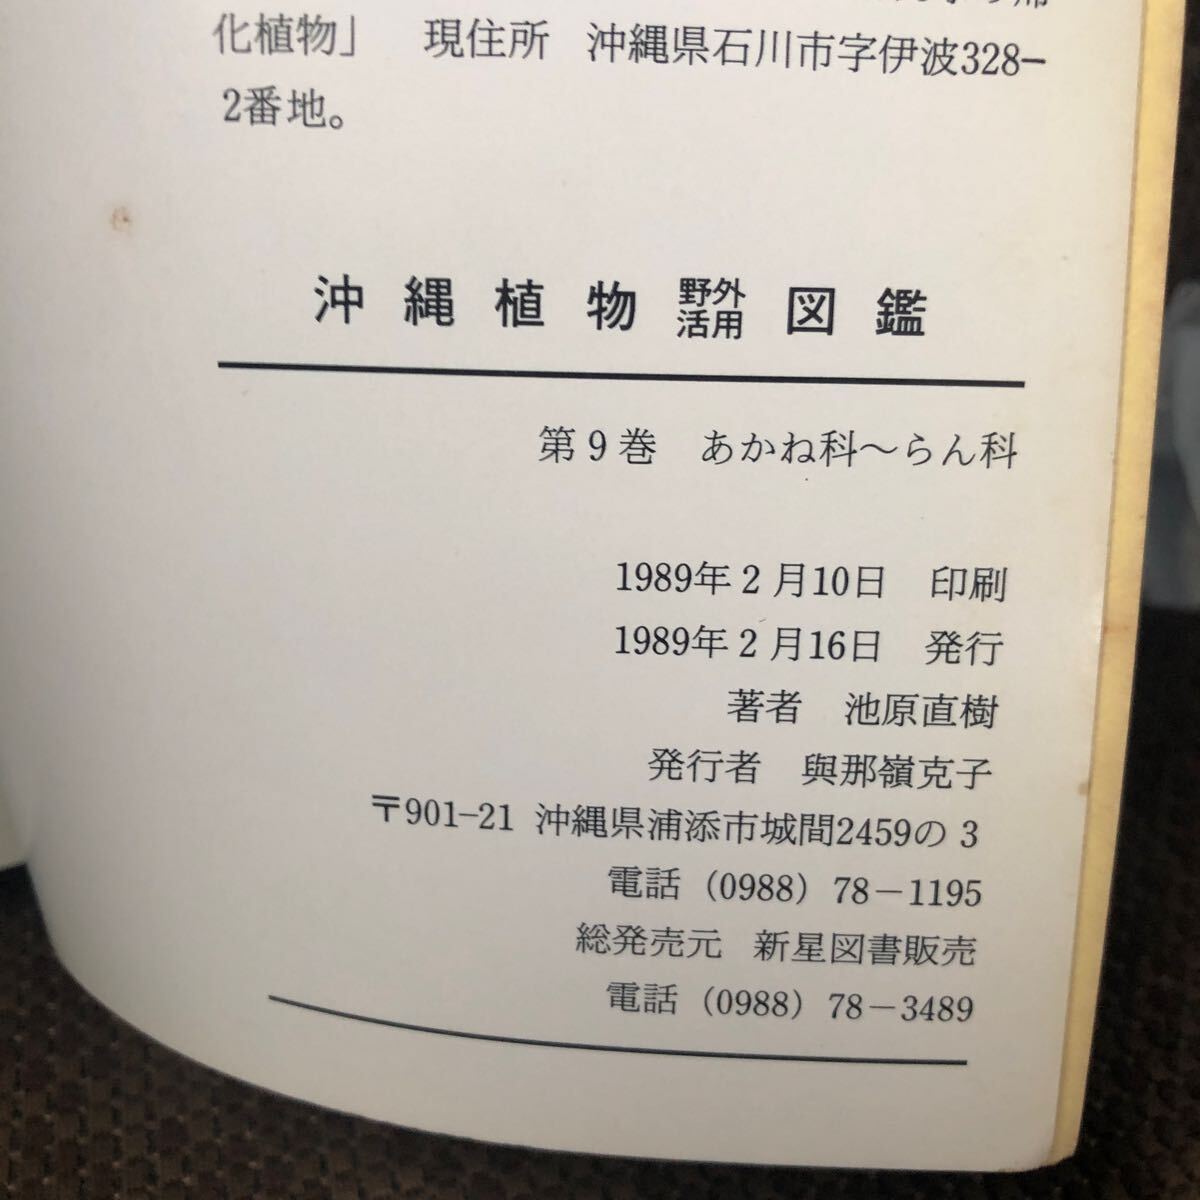 化植物」　現住所　沖縄県石川市字伊波328-
2番地。
沖縄植物野外活用図鑑
第9巻　あかね科〜らん科
1989年2月10日　印刷
1989年2月16日　発行
著者　池原直樹
発行者　與那嶺克子
〒901-21 沖縄県浦添市城間2459の3
電話 (0988) 78-1195
総発売元　新星図書販売
電話 (0988) 78-3489